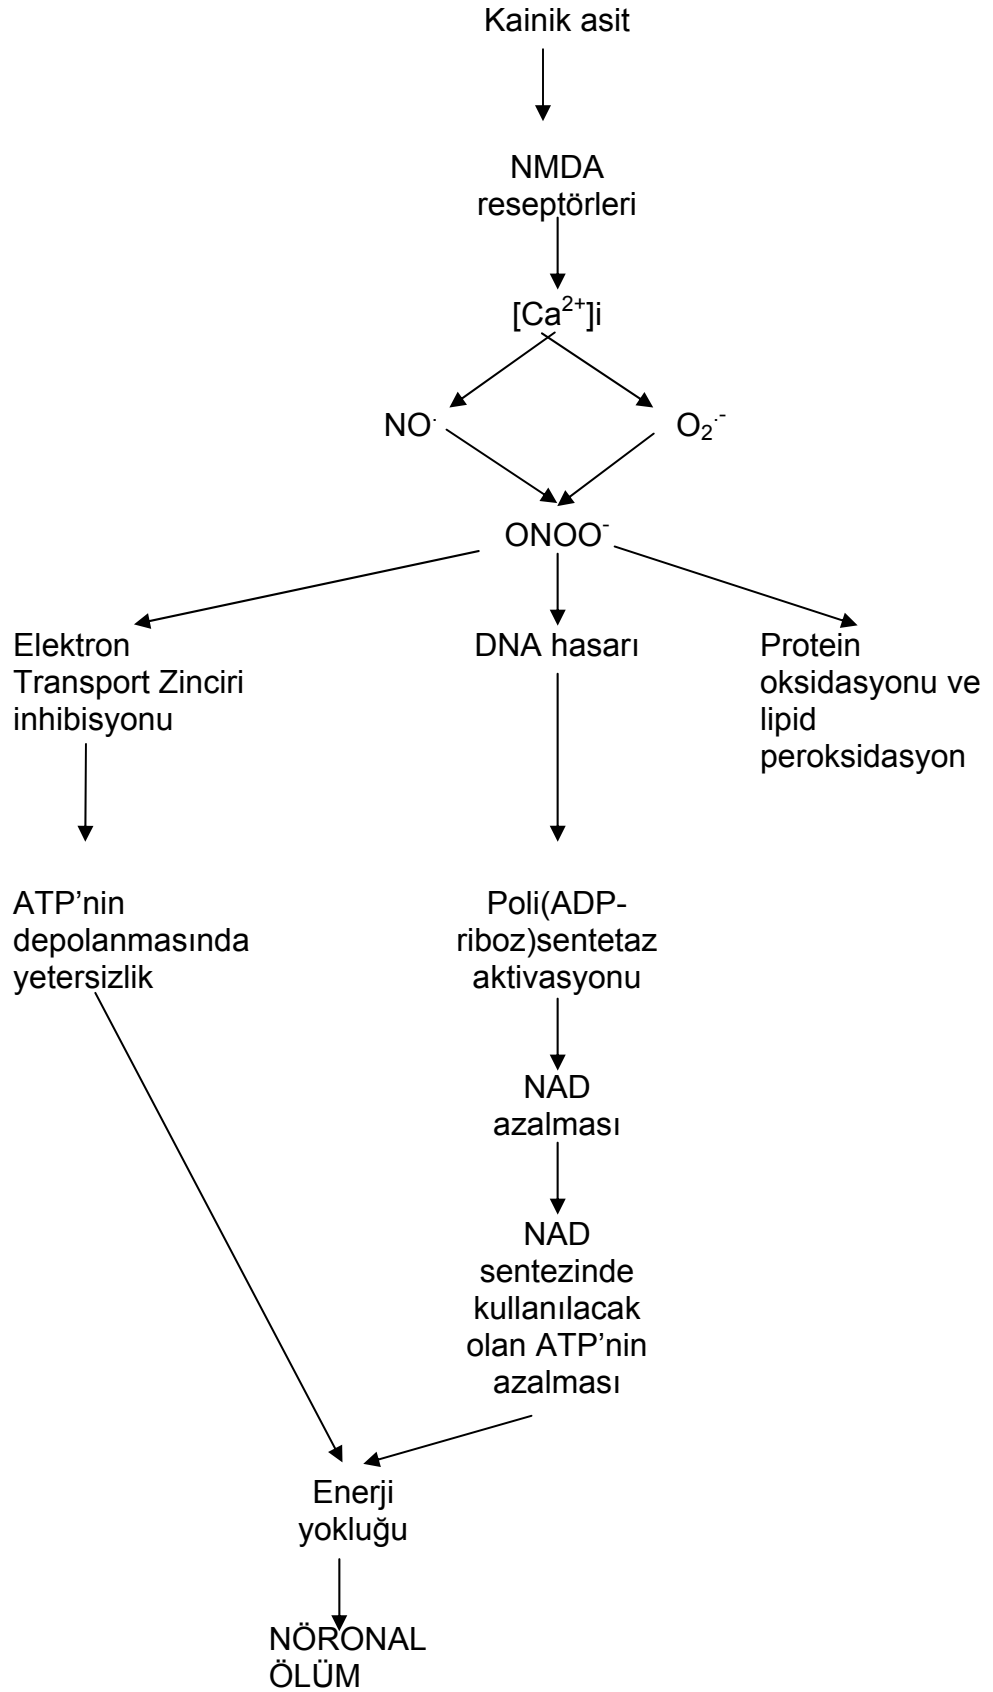 Kainik asit
NMDA
reseptörleri
[Ca²⁺]i
NO˙
O₂˙⁻
ONOO⁻
Elektron
Transport Zinciri
inhibisyonu
DNA hasarı
Protein
oksidasyonu ve
lipid
peroksidasyon
ATP’nin
depolanmasında
yetersizlik
Poli(ADP-
riboz)sentetaz
aktivasyonu
NAD
azalması
NAD
sentezinde
kullanılacak
olan ATP’nin
azalması
Enerji
yokluğu
NÖRONAL
ÖLÜM